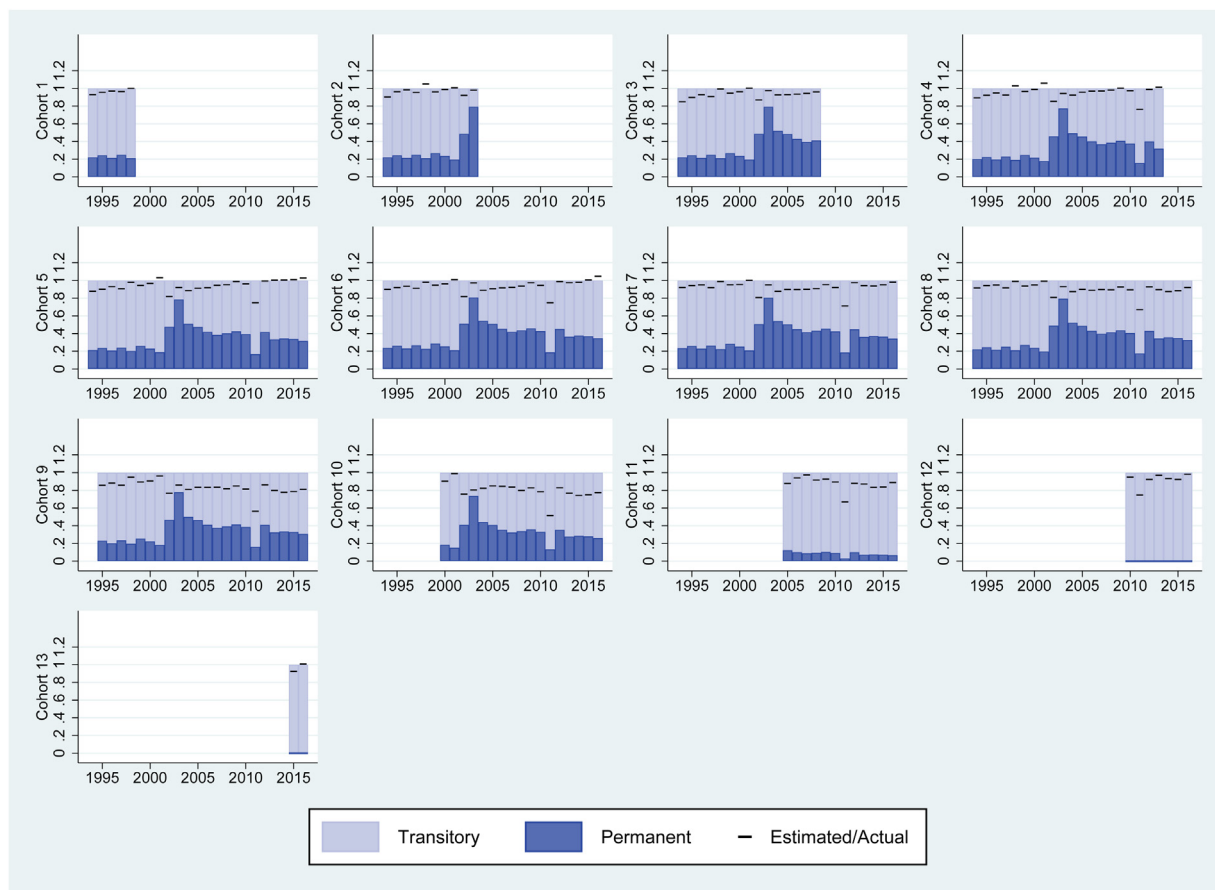 Cohort 1
0 .2 .4 .6 .8 1 1.2
1995 2000 2005 2010 2015
Cohort 2
0 .2 .4 .6 .8 1 1.2
1995 2000 2005 2010 2015
Cohort 3
0 .2 .4 .6 .8 1 1.2
1995 2000 2005 2010 2015
Cohort 4
0 .2 .4 .6 .8 1 1.2
1995 2000 2005 2010 2015
Cohort 5
0 .2 .4 .6 .8 1 1.2
1995 2000 2005 2010 2015
Cohort 6
0 .2 .4 .6 .8 1 1.2
1995 2000 2005 2010 2015
Cohort 7
0 .2 .4 .6 .8 1 1.2
1995 2000 2005 2010 2015
Cohort 8
0 .2 .4 .6 .8 1 1.2
1995 2000 2005 2010 2015
Cohort 9
0 .2 .4 .6 .8 1 1.2
1995 2000 2005 2010 2015
Cohort 10
0 .2 .4 .6 .8 1 1.2
1995 2000 2005 2010 2015
Cohort 11
0 .2 .4 .6 .8 1 1.2
1995 2000 2005 2010 2015
Cohort 12
0 .2 .4 .6 .8 1 1.2
1995 2000 2005 2010 2015
Cohort 13
0 .2 .4 .6 .8 1 1.2
1995 2000 2005 2010 2015
Transitory Permanent Estimated/Actual